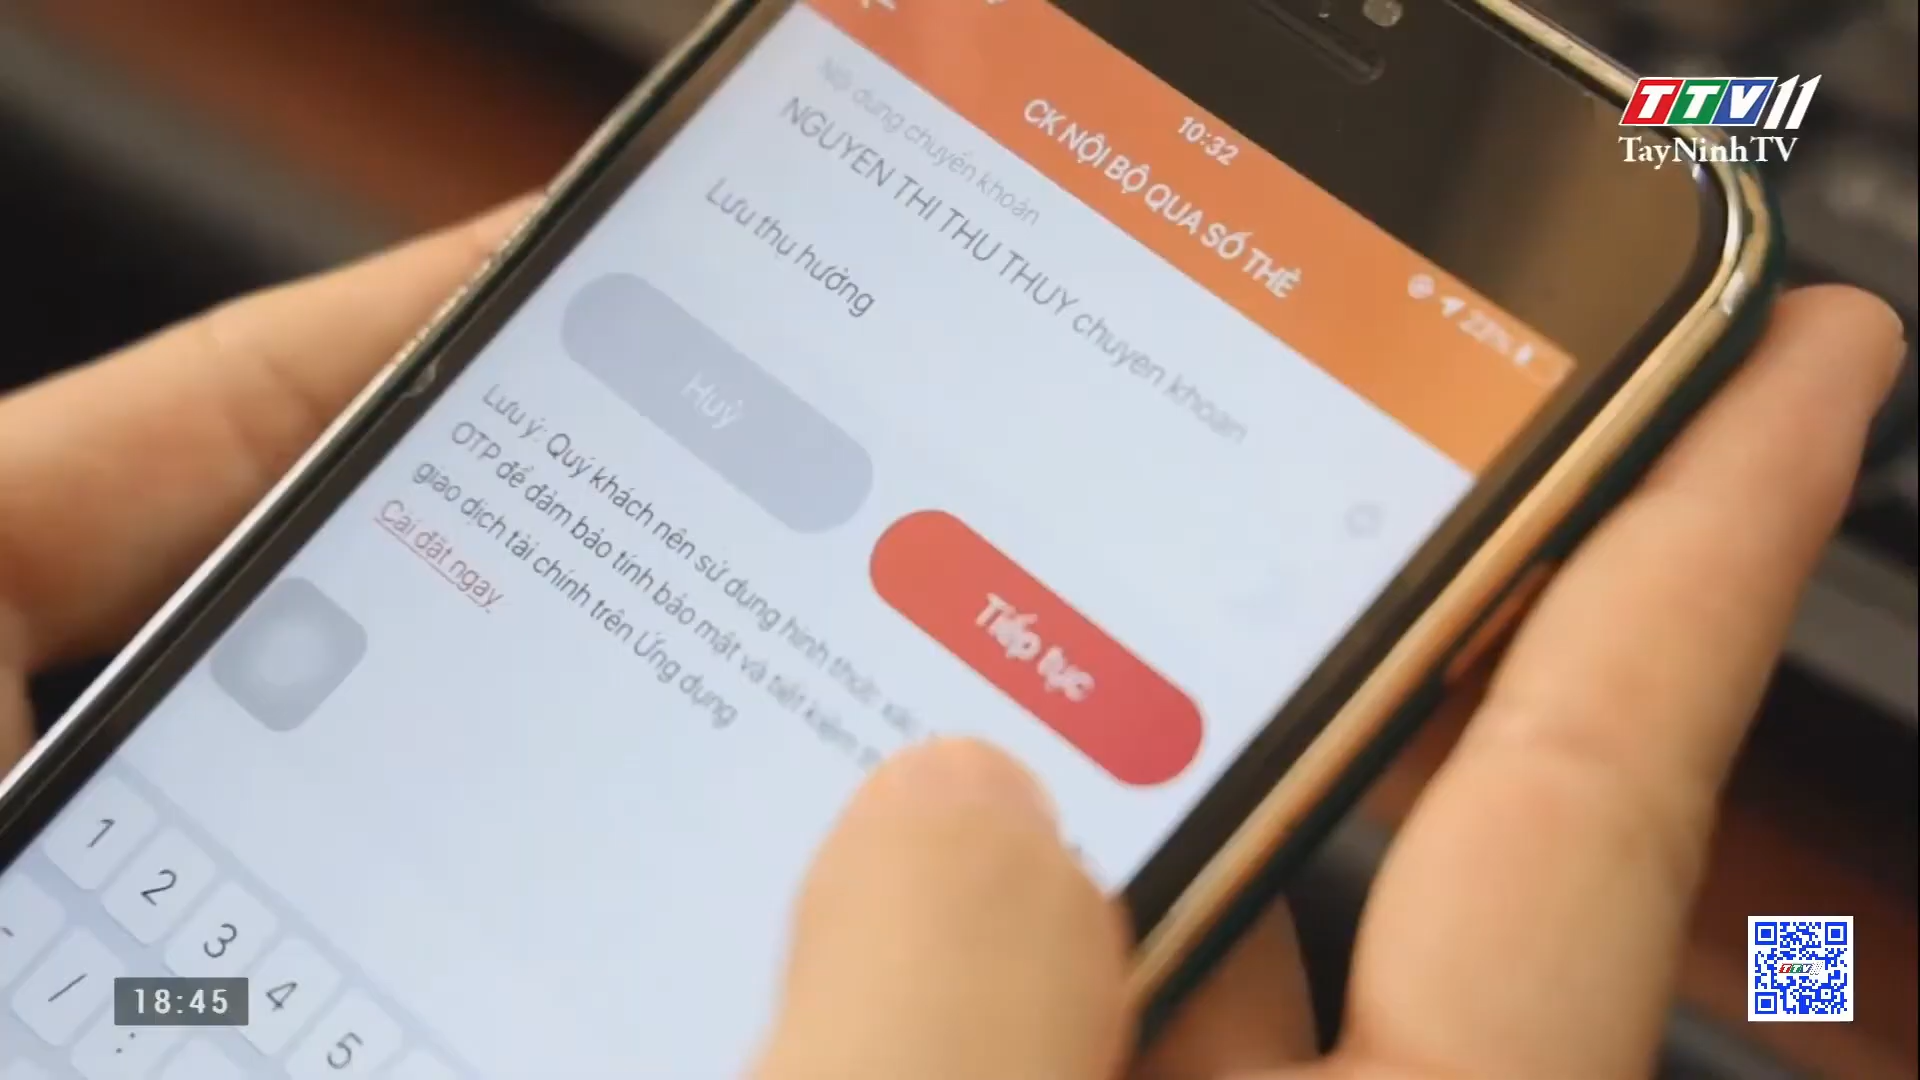 TTV11
TayNinhTV
10:32
22%
CK NỘI BỘ QUA SỐ THẺ
Nội dung chuyển khoản
NGUYEN THI THU THUY chuyen khoan
Lưu thụ hưởng
Huỷ
Tiếp tục
Lưu ý: Quý khách nên sử dụng hình thức xác
OTP để đảm bảo tính bảo mật và tiết kiệm
giao dịch tài chính trên Ứng dụng
Cài đặt ngay
1 2 3 4 5
- / :
18:45
TTV11